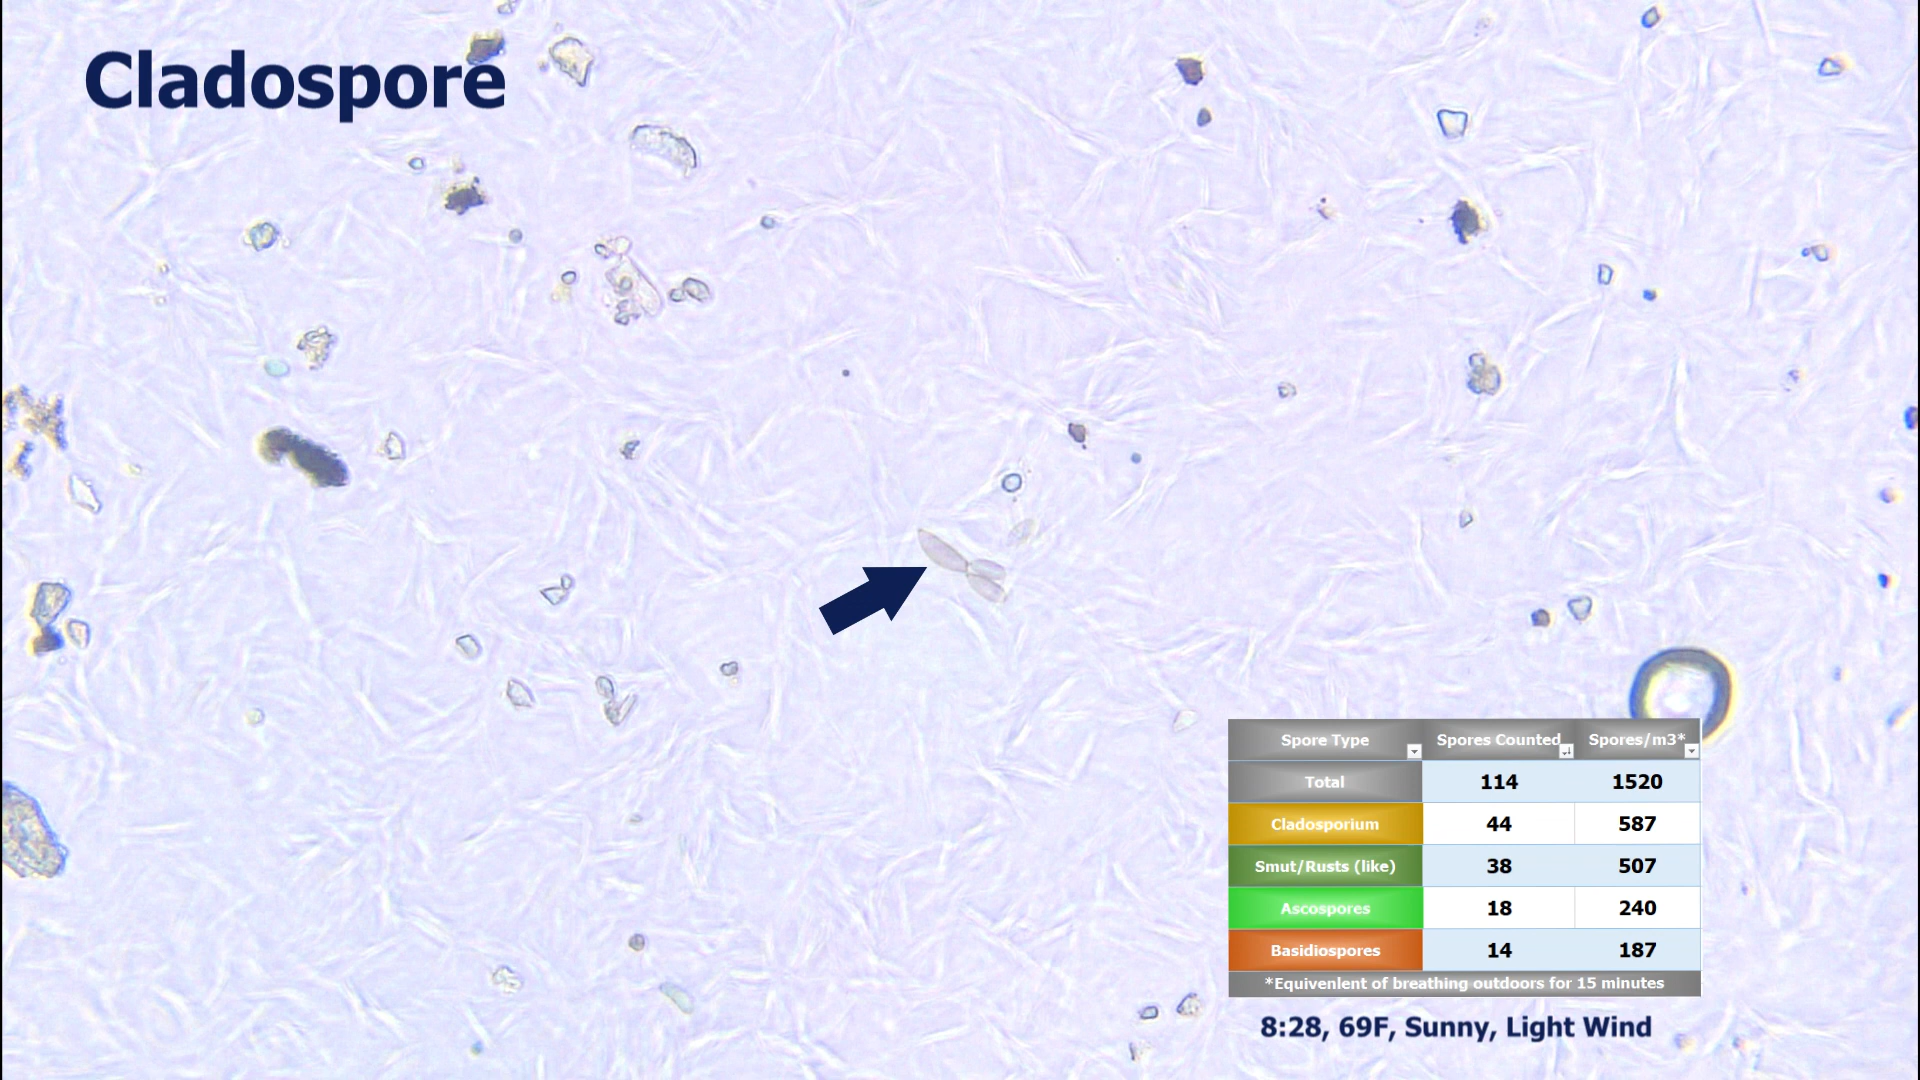 Cladospore
Spore Type Spores Counted Spores/m3*
Total 114 1520
Cladosporium 44 587
Smut/Rusts (like) 38 507
Ascospores 18 240
Basidiospores 14 187
*Equivenlent of breathing outdoors for 15 minutes
8:28, 69F, Sunny, Light Wind